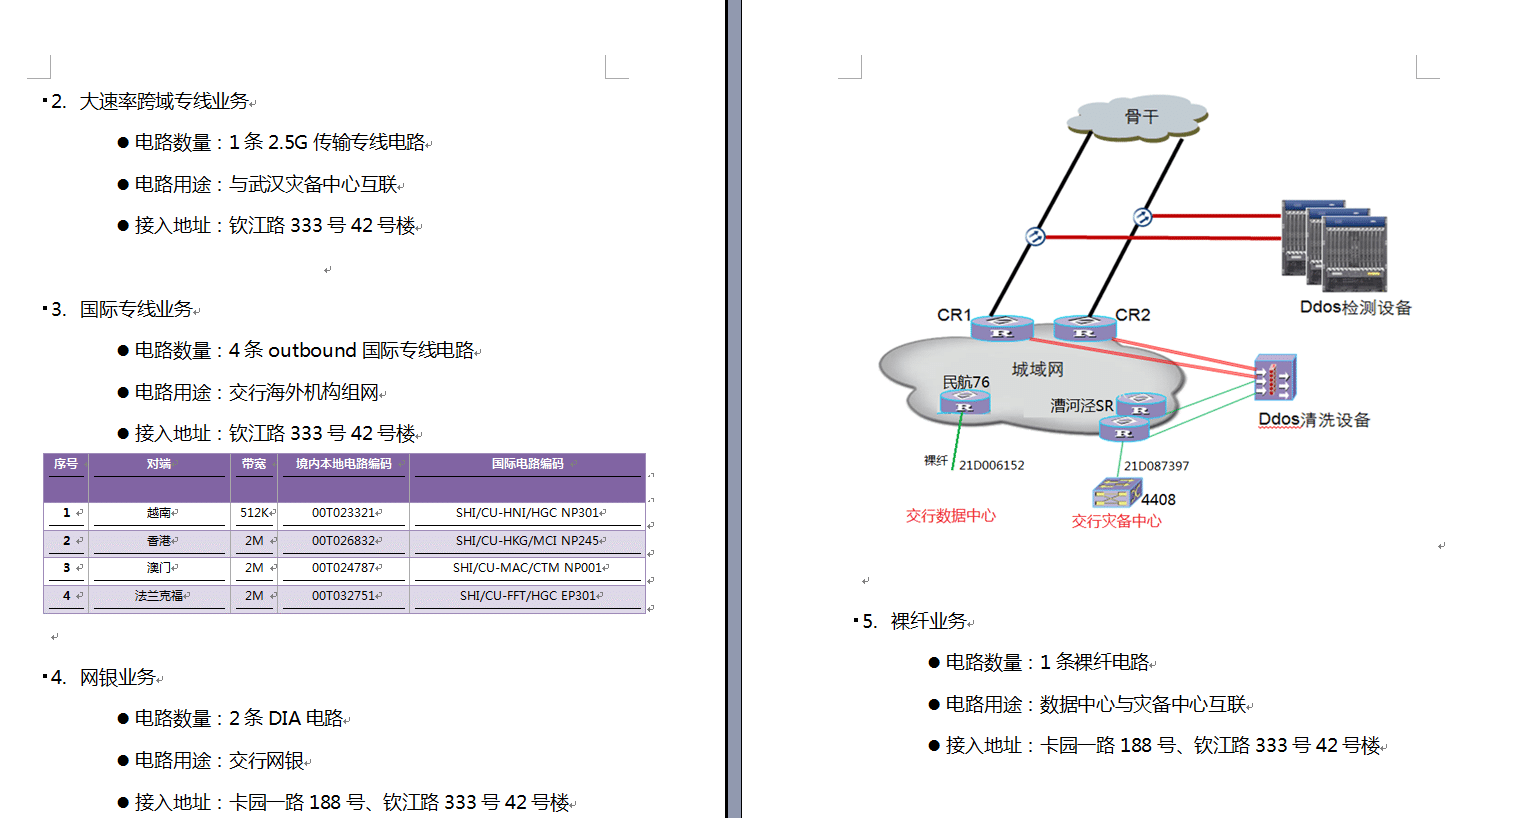 2. 大速率跨域专线业务
● 电路数量：1 条 2.5G 传输专线电路
● 电路用途：与武汉灾备中心互联
● 接入地址：钦江路 333 号 42 号楼
3. 国际专线业务
● 电路数量：4 条 outbound 国际专线电路
● 电路用途：交行海外机构组网
● 接入地址：钦江路 333 号 42 号楼
序号 对端 带宽 境内本地电路编码 国际电路编码
1 越南 512K 00T023321 SHI/CU-HNI/HGC NP301
2 香港 2M 00T026832 SHI/CU-HKG/MCI NP245
3 澳门 2M 00T024787 SHI/CU-MAC/CTM NP001
4 法兰克福 2M 00T032751 SHI/CU-FFT/HGC EP301
4. 网银业务
● 电路数量：2 条 DIA 电路
● 电路用途：交行网银
● 接入地址：卡园一路 188 号、钦江路 333 号 42 号楼
骨干
Ddos检测设备
CR1
CR2
城域网
民航76
漕河泾SR
Ddos清洗设备
裸纤
21D006152
21D087397
4408
交行数据中心
交行灾备中心
5. 裸纤业务
● 电路数量：1 条裸纤电路
● 电路用途：数据中心与灾备中心互联
● 接入地址：卡园一路 188 号、钦江路 333 号 42 号楼